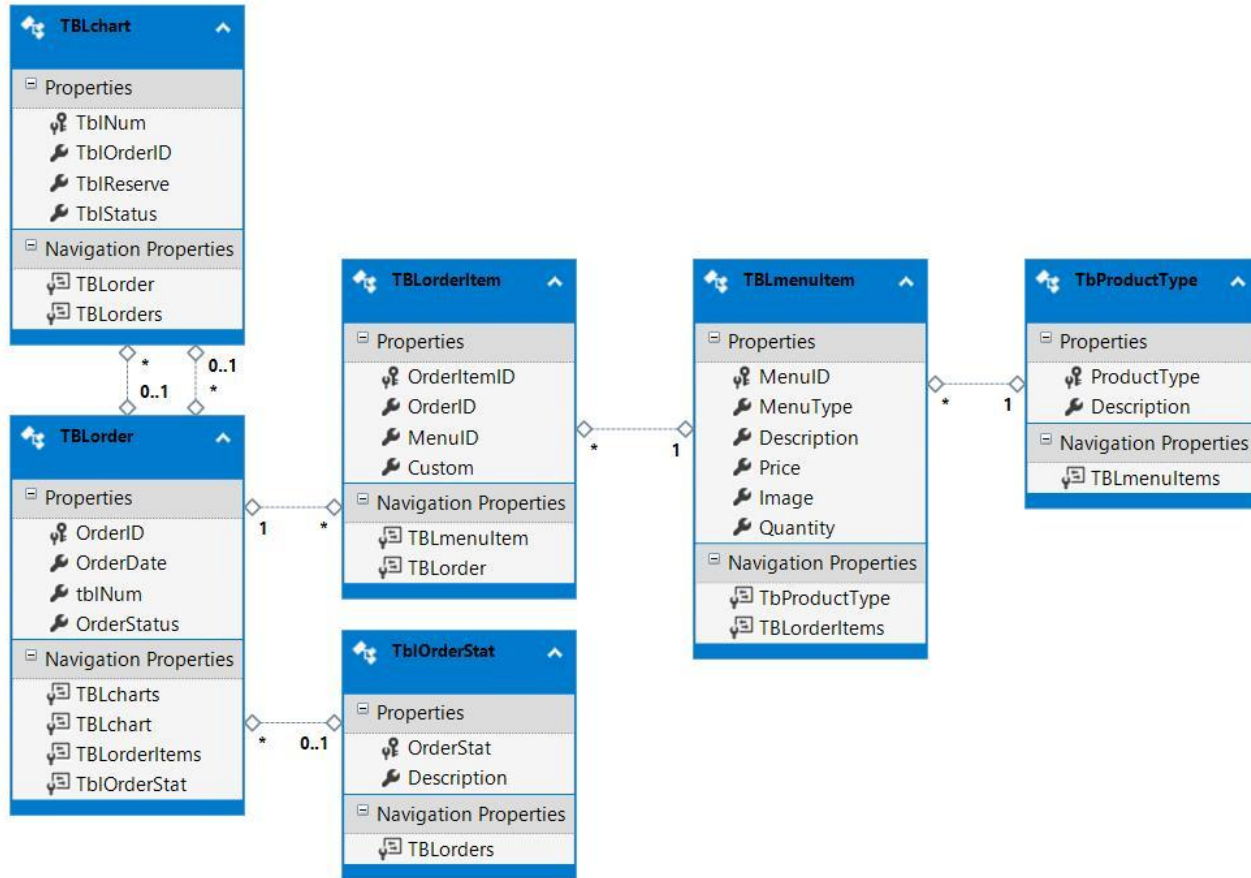 TBLchart
Properties
TblNum
TblOrderID
TblReserve
TblStatus
Navigation Properties
TBLorder
TBLorders
*
0..1
0..1
*
TBLorder
Properties
OrderID
OrderDate
tblNum
OrderStatus
Navigation Properties
TBLcharts
TBLchart
TBLorderItems
TblOrderStat
1
*
*
0..1
TBLorderItem
Properties
OrderItemID
OrderID
MenuID
Custom
Navigation Properties
TBLmenuItem
TBLorder
*
1
TblOrderStat
Properties
OrderStat
Description
Navigation Properties
TBLorders
TBLmenuItem
Properties
MenuID
MenuType
Description
Price
Image
Quantity
Navigation Properties
TbProductType
TBLorderItems
*
1
TbProductType
Properties
ProductType
Description
Navigation Properties
TBLmenuItems